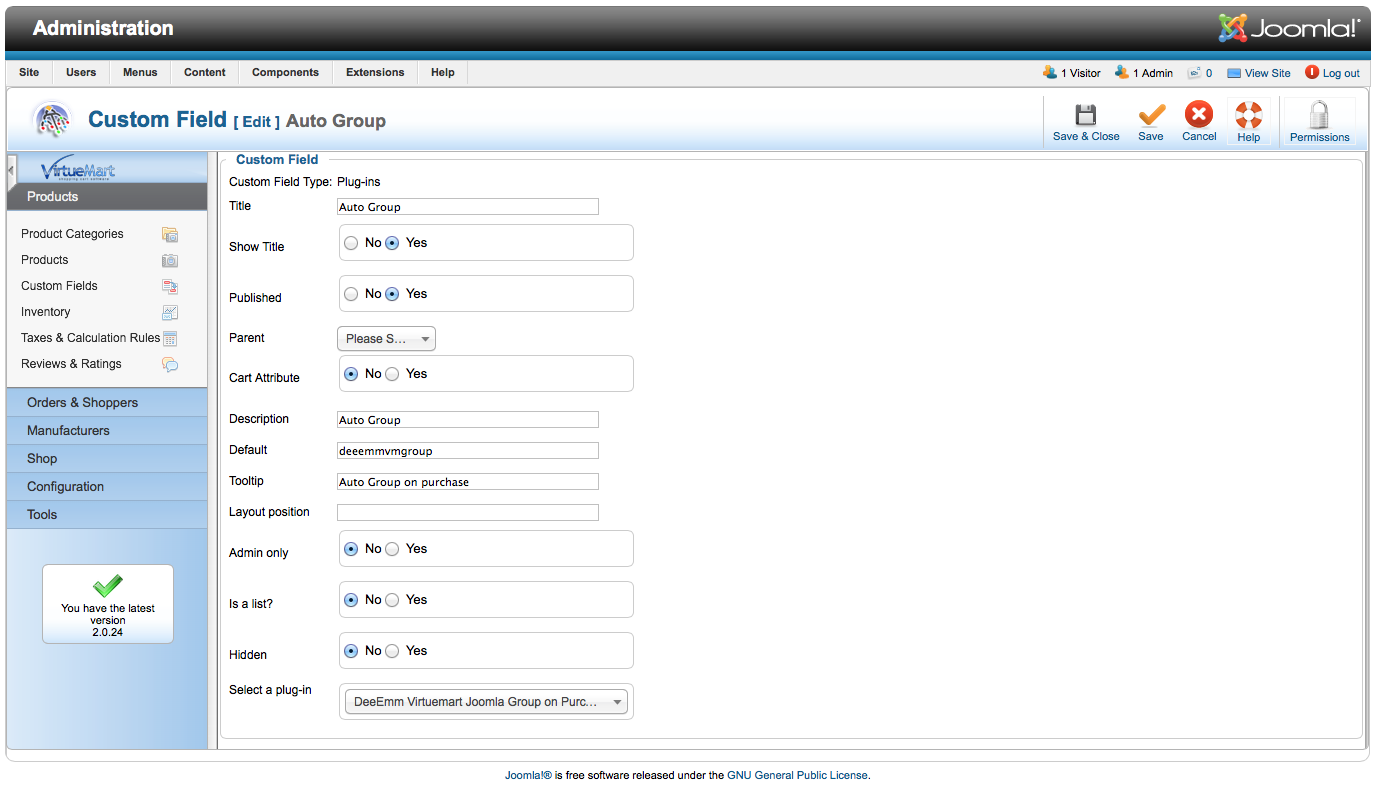 Administration
Joomla!
Site Users Menus Content Components Extensions Help
1 Visitor 1 Admin 0 View Site Log out
Custom Field [ Edit ] Auto Group
Save & Close Save Cancel Help Permissions
VirtueMart
shopping cart software
Products
Product Categories
Products
Custom Fields
Inventory
Taxes & Calculation Rules
Reviews & Ratings
Orders & Shoppers
Manufacturers
Shop
Configuration
Tools
You have the latest
version
2.0.24
Custom Field
Custom Field Type: Plug-ins
Title Auto Group
Show Title No Yes
Published No Yes
Parent Please S...
Cart Attribute No Yes
Description Auto Group
Default deeemmvmgroup
Tooltip Auto Group on purchase
Layout position
Admin only No Yes
Is a list? No Yes
Hidden No Yes
Select a plug-in DeeEmm Virtuemart Joomla Group on Purc...
Joomla!® is free software released under the GNU General Public License.